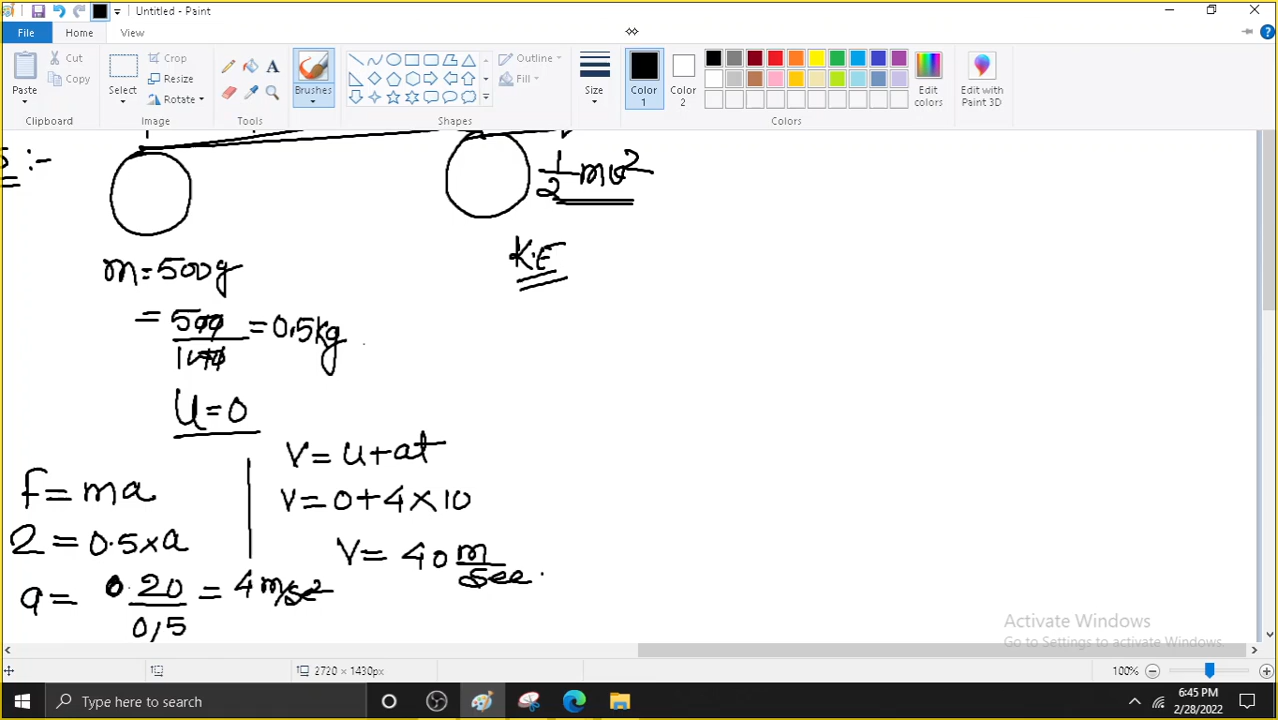 Untitled - Paint
File Home View
Paste
Cut
Copy
Clipboard
Select
Crop
Resize
Rotate
Image
A
Tools
Brushes
Outline
Fill
Shapes
Size
Color 1
Color 2
Edit colors
Edit with Paint 3D
Colors
5 :-
1/2 mv²
K.E
m = 500g
= 500/1000 = 0.5kg
U = 0
V = u + at
f = ma
V = 0 + 4 × 10
2 = 0.5 × a
V = 40 m/sec.
a = 20/0,5 = 4 m/se²
Activate Windows
Go to Settings to activate Windows.
2720 × 1430px
100%
Type here to search
6:45 PM
2/28/2022